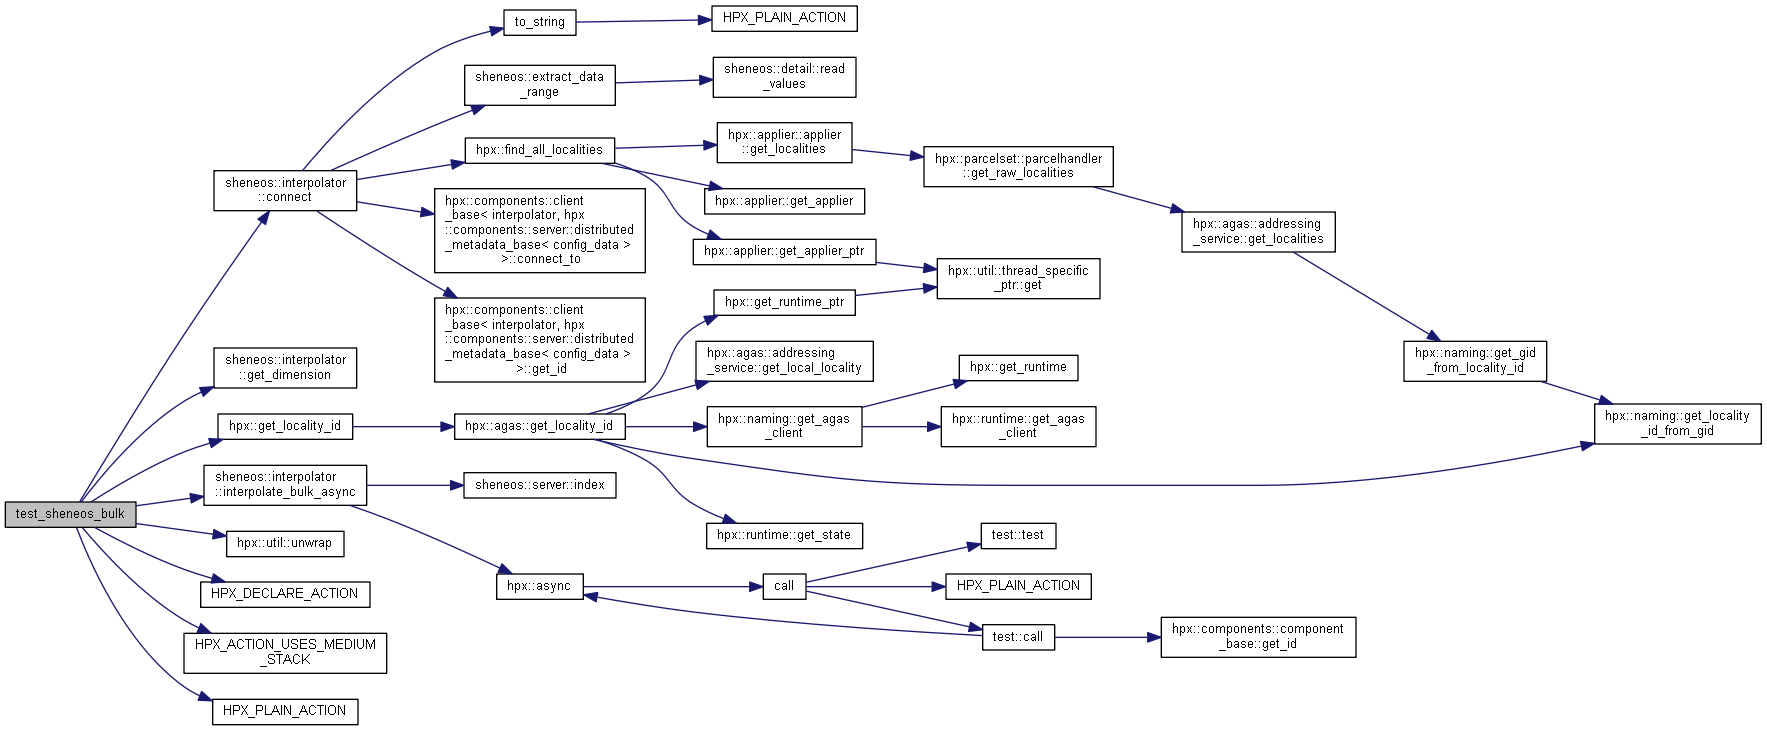 test_sheneos_bulk
sheneos::interpolator
::connect
to_string
HPX_PLAIN_ACTION
sheneos::extract_data
_range
sheneos::detail::read
_values
hpx::find_all_localities
hpx::applier::applier
::get_localities
hpx::parcelset::parcelhandler
::get_raw_localities
hpx::agas::addressing
_service::get_localities
hpx::naming::get_gid
_from_locality_id
hpx::naming::get_locality
_id_from_gid
hpx::applier::get_applier
hpx::applier::get_applier_ptr
hpx::util::thread_specific
_ptr::get
hpx::components::client
_base< interpolator, hpx
::components::server::distributed
_metadata_base< config_data >
>::connect_to
hpx::components::client
_base< interpolator, hpx
::components::server::distributed
_metadata_base< config_data >
>::get_id
sheneos::interpolator
::get_dimension
hpx::get_locality_id
hpx::agas::get_locality_id
hpx::get_runtime_ptr
hpx::agas::addressing
_service::get_local_locality
hpx::naming::get_agas
_client
hpx::get_runtime
hpx::runtime::get_agas
_client
hpx::runtime::get_state
sheneos::interpolator
::interpolate_bulk_async
sheneos::server::index
hpx::async
call
test::test
HPX_PLAIN_ACTION
test::call
hpx::components::component
_base::get_id
hpx::util::unwrap
HPX_DECLARE_ACTION
HPX_ACTION_USES_MEDIUM
_STACK
HPX_PLAIN_ACTION